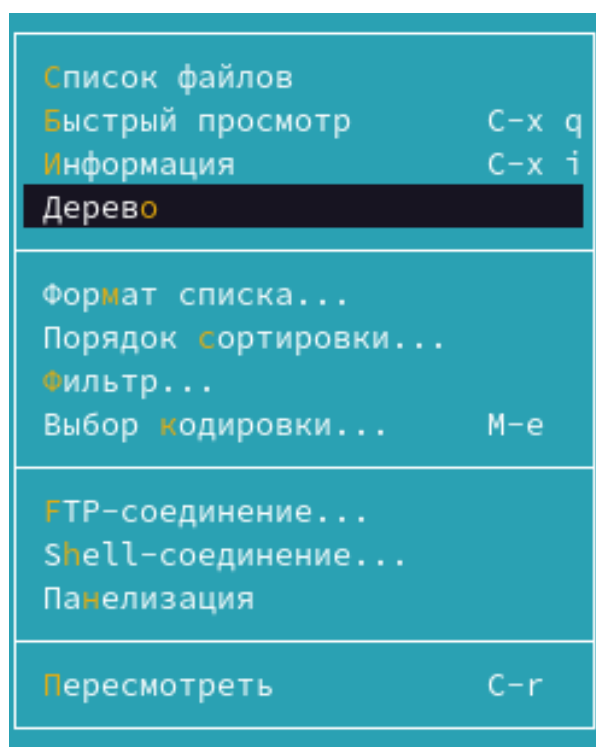 Список файлов
Быстрый просмотр C-x q
Информация C-x i
Дерево
Формат списка...
Порядок сортировки...
Фильтр...
Выбор кодировки... M-e
FTP-соединение...
Shell-соединение...
Панелизация
Пересмотреть C-r